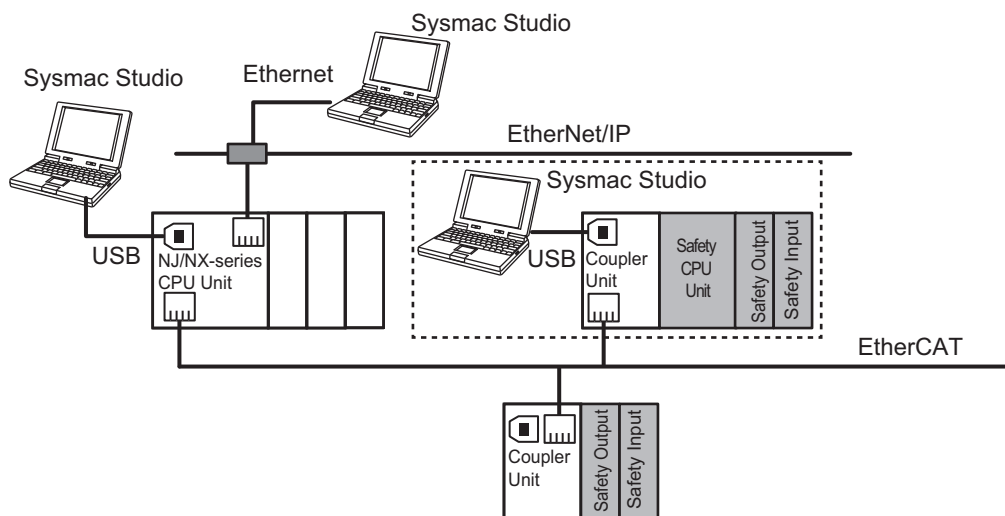 Sysmac Studio
Sysmac Studio
Ethernet
EtherNet/IP
Sysmac Studio
USB
NJ/NX-series
CPU Unit
USB
Coupler
Unit
Safety
CPU
Unit
Safety Output
Safety Input
EtherCAT
Coupler
Unit
Safety Output
Safety Input